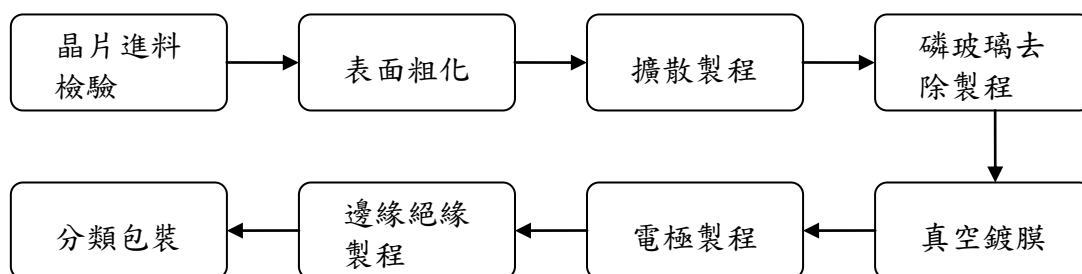 晶片進料
檢驗
表面粗化
擴散製程
磷玻璃去
除製程
真空鍍膜
電極製程
邊緣絕緣
製程
分類包裝